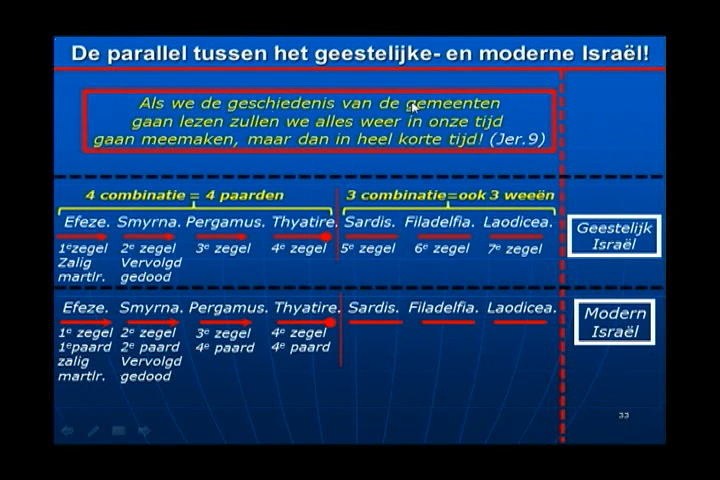 De parallel tussen het geestelijke- en moderne Israël!
Als we de geschiedenis van de gemeenten
gaan lezen zullen we alles weer in onze tijd
gaan meemaken, maar dan in heel korte tijd! (Jer.9)
4 combinatie = 4 paarden 3 combinatie=ook 3 weeën
Efeze. Smyrna. Pergamus. Thyatire. Sardis. Filadelfia. Laodicea.
1ezegel 2e zegel 3e zegel 4e zegel 5e zegel 6e zegel 7e zegel
Zalig Vervolgd
martlr. gedood
Geestelijk
Israël
Efeze. Smyrna. Pergamus. Thyatire. Sardis. Filadelfia. Laodicea.
1e zegel 2e zegel 3e zegel 4e zegel
1epaard 2e paard 4e paard 4e paard
zalig Vervolgd
martlr. gedood
Modern
Israël
33